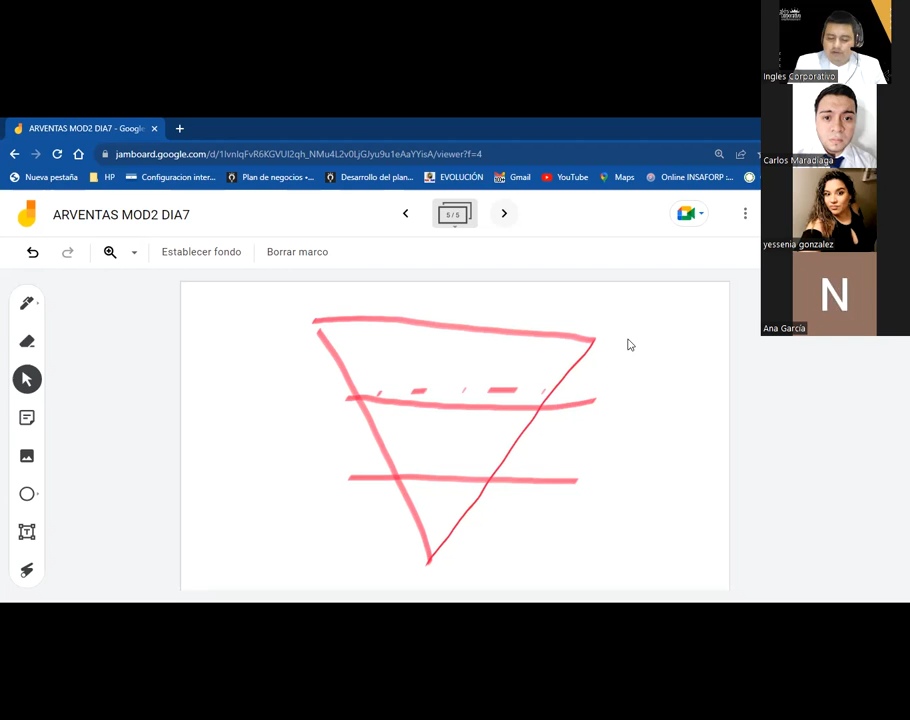 ARVENTAS MOD2 DIA7 - Google
jamboard.google.com/d/1lvnlqFvR6KGVUI2qh_NMu4L2v0LjGJyu9u1eAaYYisA/viewer?f=4
Nueva pestaña
HP
Configuracion inter...
Plan de negocios •...
Desarrollo del plan...
EVOLUCIÓN
Gmail
YouTube
Maps
Online INSAFORP :...
ARVENTAS MOD2 DIA7
5 / 5
Establecer fondo
Borrar marco
Ingles Corporativo
Carlos Maradiaga
yessenia gonzalez
N
Ana García